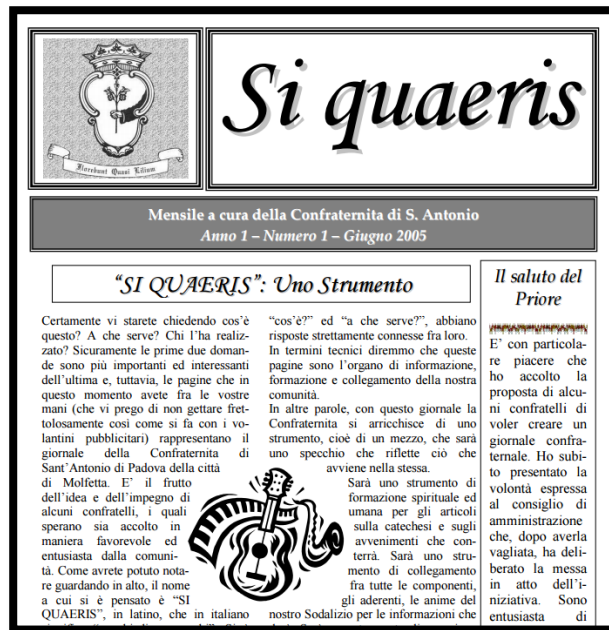 Si quaeris
Florebunt Quasi Lilium
Mensile a cura della Confraternita di S. Antonio
Anno 1 – Numero 1 – Giugno 2005
“SI QUAERIS”: Uno Strumento
Certamente vi starete chiedendo cos’è
questo? A che serve? Chi l’ha realiz-
zato? Sicuramente le prime due doman-
de sono più importanti ed interessanti
dell’ultima e, tuttavia, le pagine che in
questo momento avete fra le vostre
mani (che vi prego di non gettare fret-
tolosamente così come si fa con i vo-
lantini pubblicitari) rappresentano il
giornale della Confraternita di
Sant’Antonio di Padova della città
di Molfetta. E’ il frutto
dell’idea e dell’impegno di
alcuni confratelli, i quali
sperano sia accolto in
maniera favorevole ed
entusiasta dalla comuni-
tà. Come avrete potuto nota-
re guardando in alto, il nome
a cui si è pensato è “SI
QUAERIS”, in latino, che in italiano
“cos’è?” ed “a che serve?”, abbiano
risposte strettamente connesse fra loro.
In termini tecnici diremmo che queste
pagine sono l’organo di informazione,
formazione e collegamento della nostra
comunità.
In altre parole, con questo giornale la
Confraternita si arricchisce di uno
strumento, cioè di un mezzo, che sarà
uno specchio che riflette ciò che
avviene nella stessa.
Sarà uno strumento di
formazione spirituale ed
umana per gli articoli
sulla catechesi e sugli
avvenimenti che con-
terrà. Sarà uno stru-
mento di collegamento
fra tutte le componenti,
gli aderenti, le anime del
nostro Sodalizio per le informazioni che
Il saluto del
Priore
E’ con particola-
re piacere che
ho accolto la
proposta di alcu-
ni confratelli di
voler creare un
giornale confra-
ternale. Ho subi-
to presentato la
volontà espressa
al consiglio di
amministrazione
che, dopo averla
vagliata, ha deli-
berato la messa
in atto dell’i-
niziativa. Sono
entusiasta di